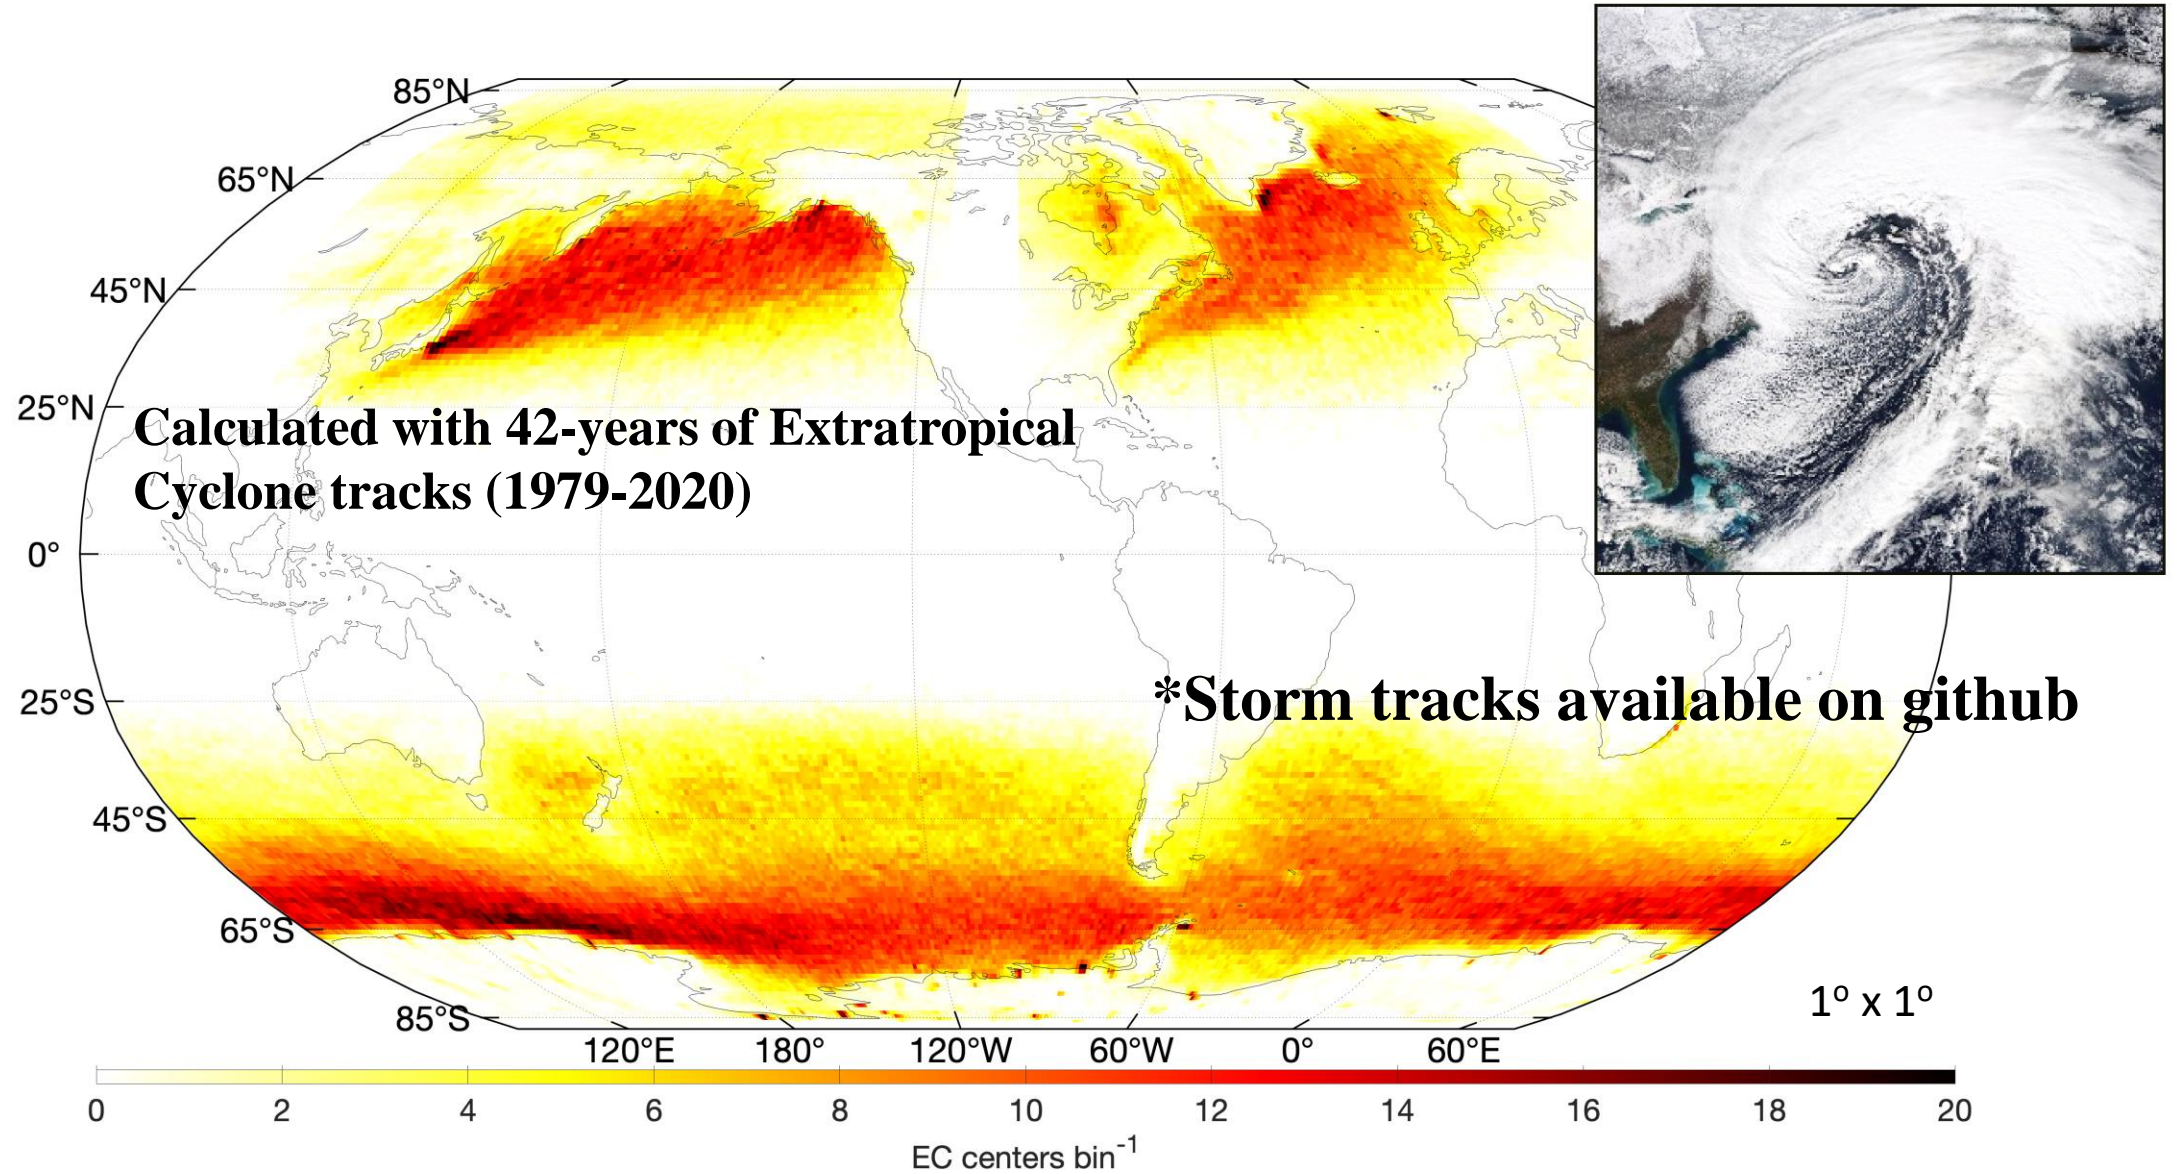 85°N
65°N
45°N
25°N
Calculated with 42-years of Extratropical
Cyclone tracks (1979-2020)
0°
25°S
*Storm tracks available on github
45°S
65°S
85°S
1º x 1º
120°E 180° 120°W 60°W 0° 60°E
0 2 4 6 8 10 12 14 16 18 20
EC centers bin⁻¹